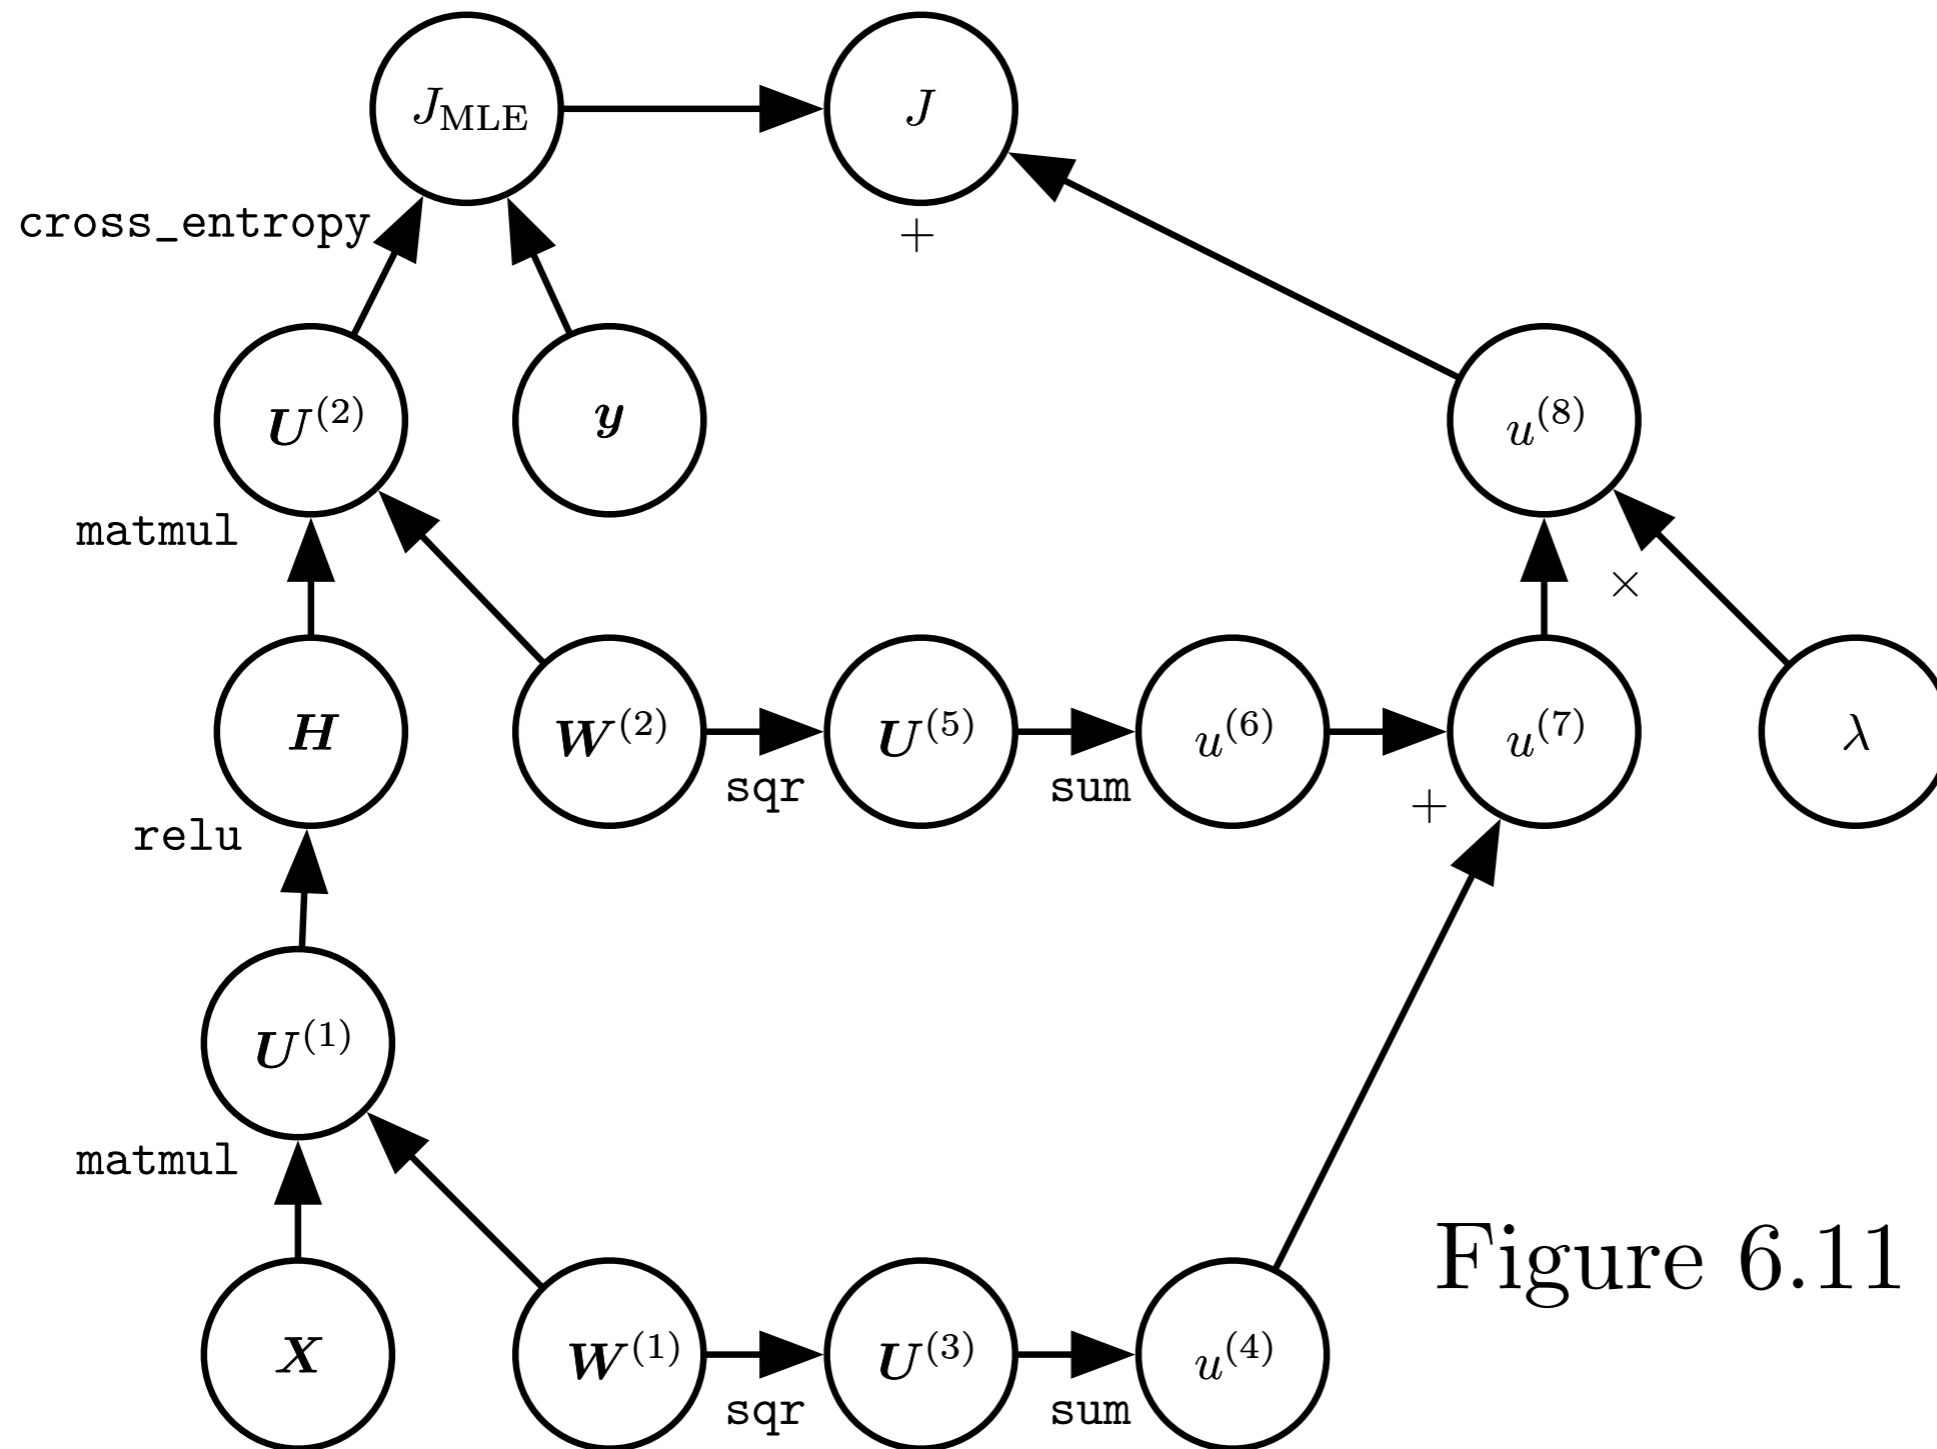 J_MLE
J
cross_entropy
+
U^(2)
y
u^(8)
matmul
×
H
W^(2)
U^(5)
u^(6)
u^(7)
λ
sqr
sum
+
relu
U^(1)
matmul
Figure 6.11
X
W^(1)
U^(3)
u^(4)
sqr
sum